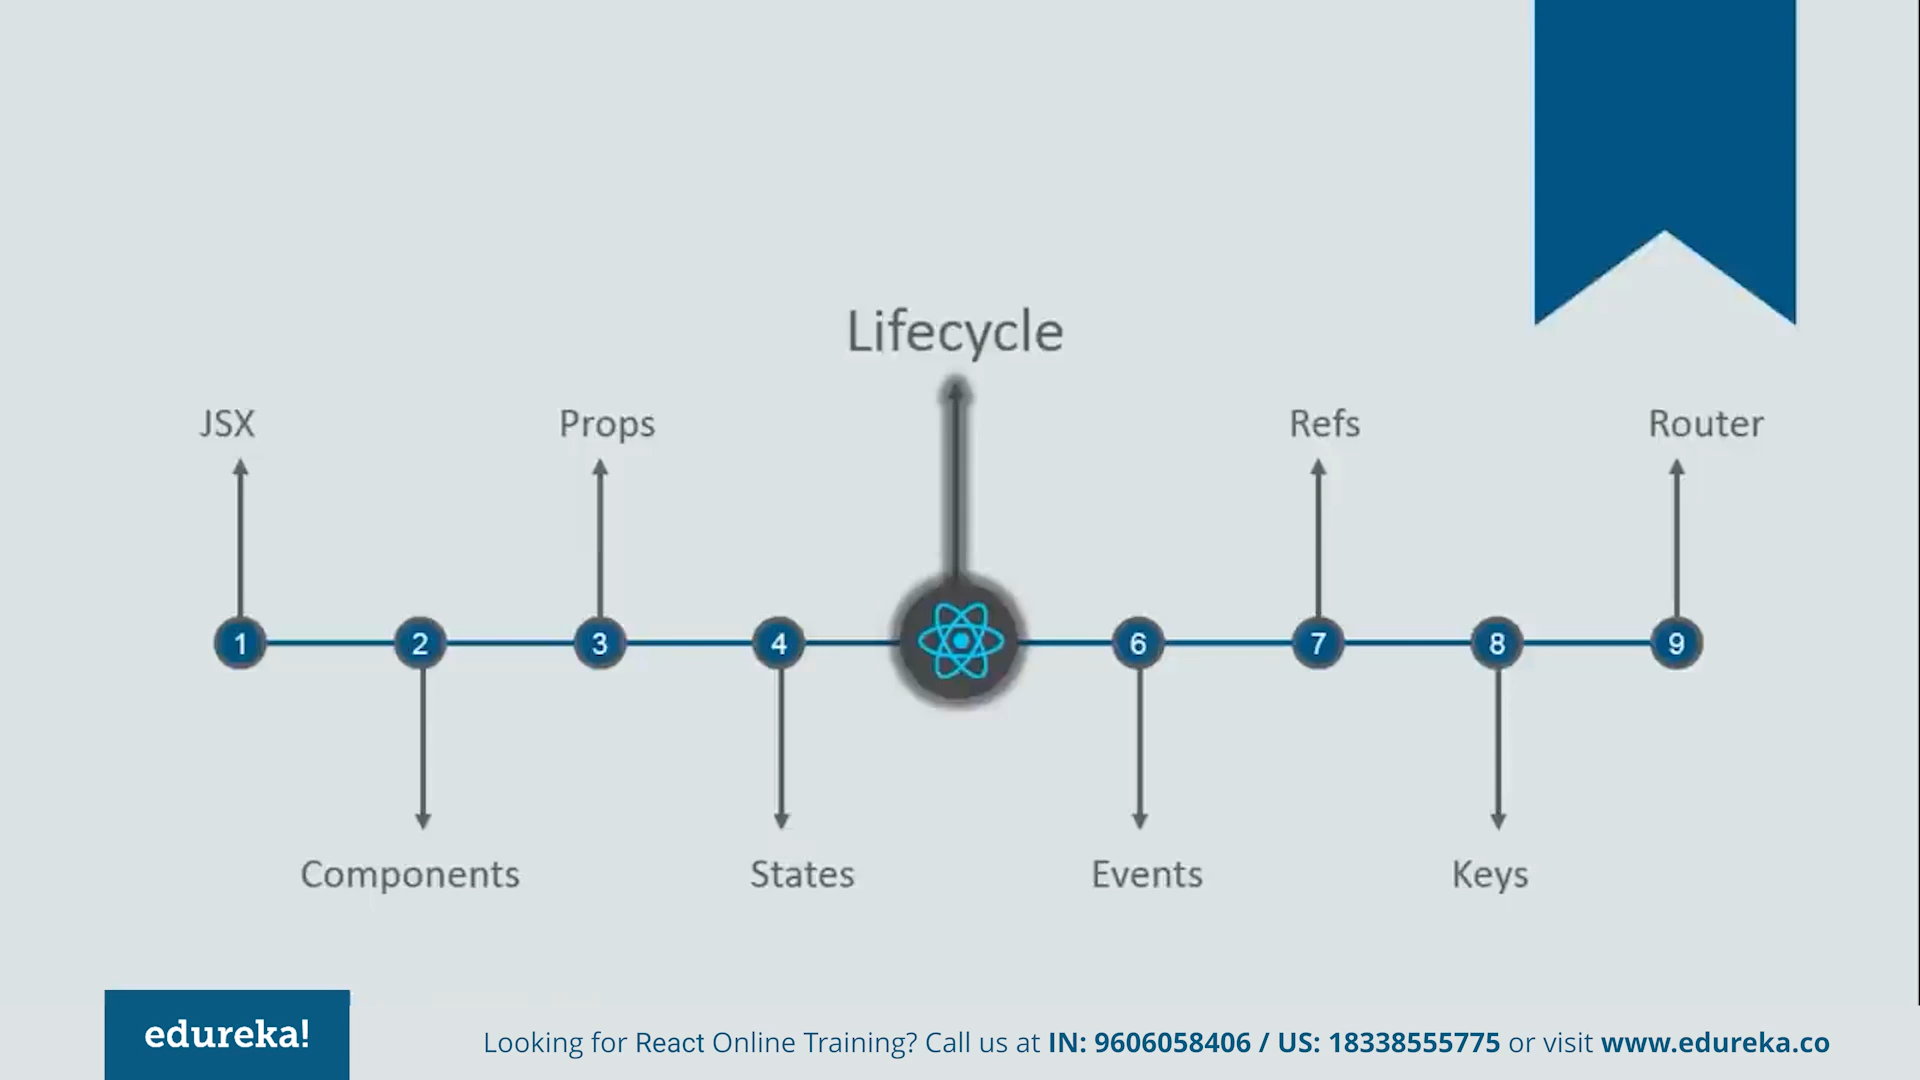 Lifecycle
JSX
Props
Refs
Router
1
2
3
4
6
7
8
9
Components
States
Events
Keys
edureka!
Looking for React Online Training? Call us at IN: 9606058406 / US: 18338555775 or visit www.edureka.co